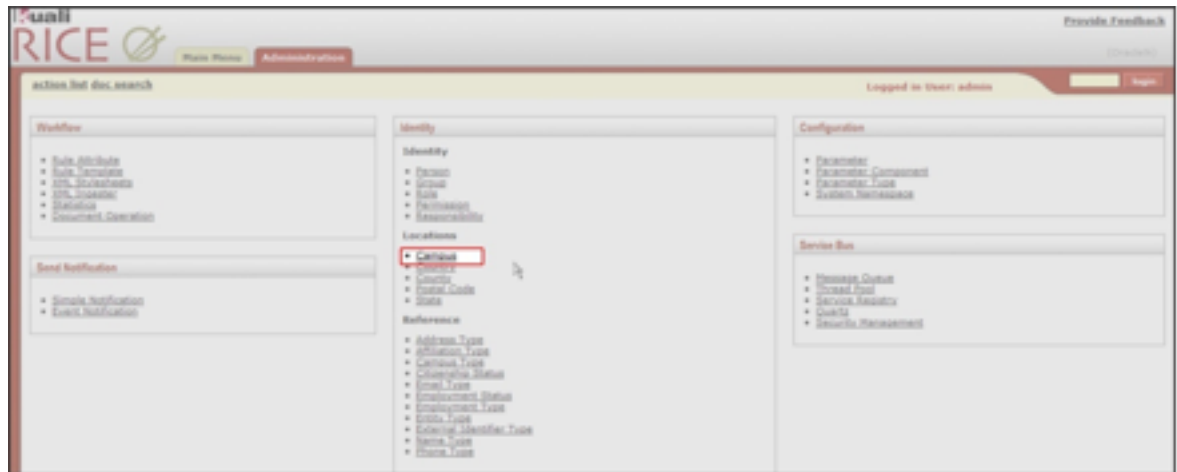 Kuali
RICE
Provide Feedback
Main Menu
Administration
action list doc search
Logged in User: admin
login
Workflow
Rule Attribute
Rule Template
XML Stylesheets
XML Ingester
Statistics
Document Operation
Send Notification
Simple Notification
Event Notification
Identity
Identity
Person
Group
Role
Permission
Responsibility
Locations
Campus
Country
County
Postal Code
State
Reference
Address Type
Affiliation Type
Campus Type
Citizenship Status
Email Type
Employment Status
Employment Type
Entity Type
External Identifier Type
Name Type
Phone Type
Configuration
Parameter
Parameter Component
Parameter Type
System Namespace
Service Bus
Message Queue
Thread Pool
Service Registry
Quartz
Security Management